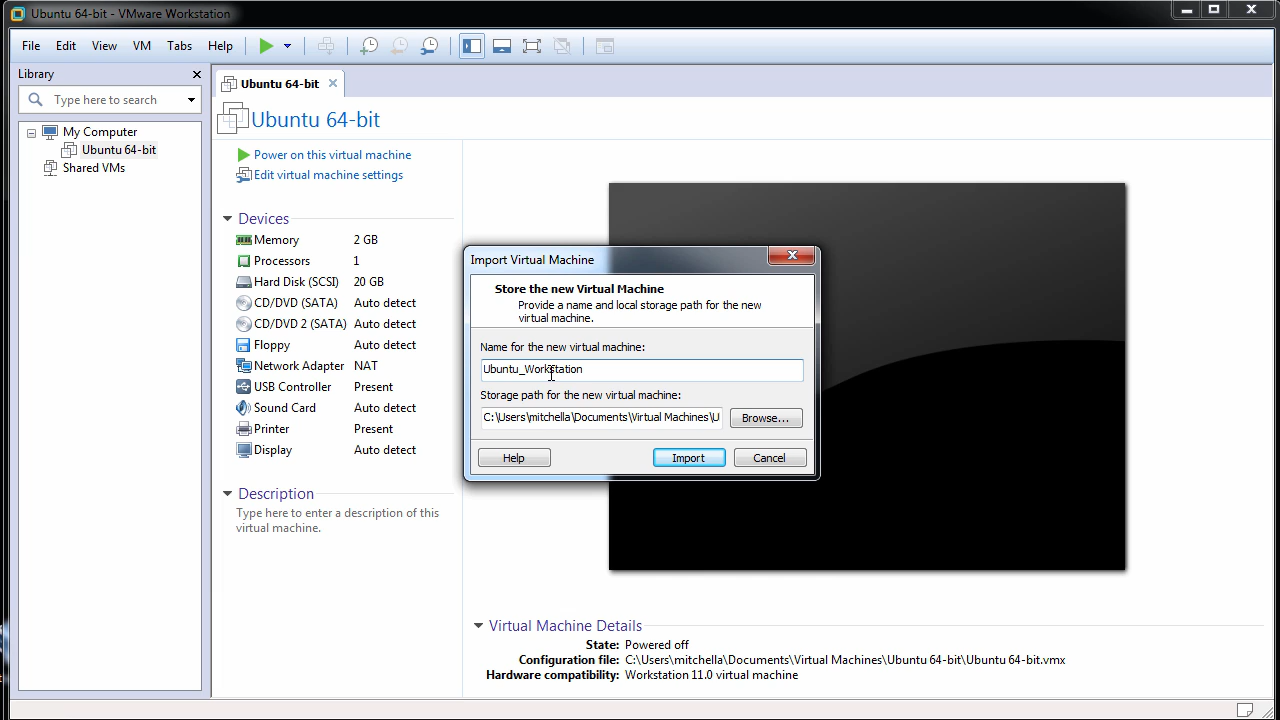 Ubuntu 64-bit - VMware Workstation
File Edit View VM Tabs Help
Library
Type here to search
My Computer
Ubuntu 64-bit
Shared VMs
Ubuntu 64-bit
Ubuntu 64-bit
Power on this virtual machine
Edit virtual machine settings
Devices
Memory 2 GB
Processors 1
Hard Disk (SCSI) 20 GB
CD/DVD (SATA) Auto detect
CD/DVD 2 (SATA) Auto detect
Floppy Auto detect
Network Adapter NAT
USB Controller Present
Sound Card Auto detect
Printer Present
Display Auto detect
Description
Type here to enter a description of this
virtual machine.
Import Virtual Machine
Store the new Virtual Machine
Provide a name and local storage path for the new
virtual machine.
Name for the new virtual machine:
Ubuntu_Workstation
Storage path for the new virtual machine:
C:\Users\mitchella\Documents\Virtual Machines\U
Browse...
Help Import Cancel
Virtual Machine Details
State: Powered off
Configuration file: C:\Users\mitchella\Documents\Virtual Machines\Ubuntu 64-bit\Ubuntu 64-bit.vmx
Hardware compatibility: Workstation 11.0 virtual machine